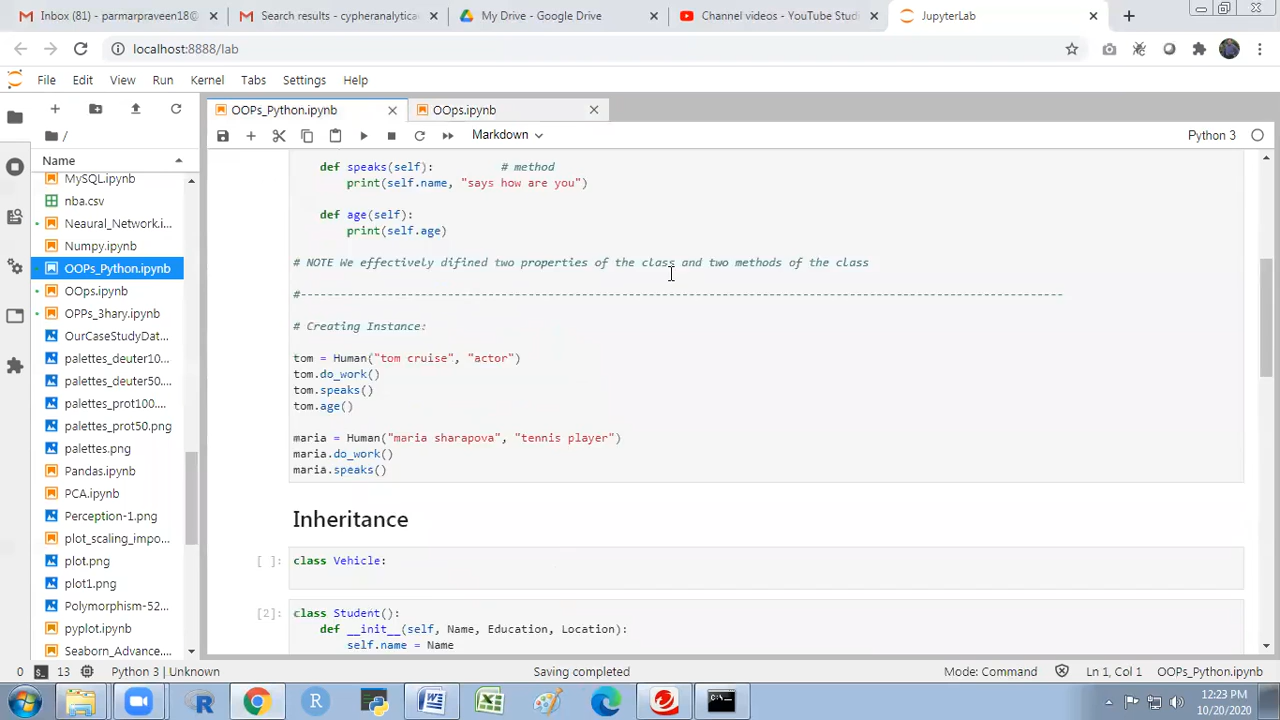 Inbox (31) - parmarpraveen18@
Search results - cypheranalytica
My Drive - Google Drive
Channel videos - YouTube Studi
JupyterLab
localhost:8888/lab
File Edit View Run Kernel Tabs Settings Help
OOPs_Python.ipynb
OOps.ipynb
/
Markdown
Python 3
Name
MySQL.ipynb
nba.csv
Neaural_Network.i...
Numpy.ipynb
OOPs_Python.ipynb
OOps.ipynb
OPPs_3hary.ipynb
OurCaseStudyDat...
palettes_deuter10...
palettes_deuter50...
palettes_prot100....
palettes_prot50.png
palettes.png
Pandas.ipynb
PCA.ipynb
Perception-1.png
plot_scaling_impo...
plot.png
plot1.png
Polymorphism-52...
pyplot.ipynb
Seaborn_Advance...
def speaks(self): # method
print(self.name, "says how are you")
def age(self):
print(self.age)
# NOTE We effectively difined two properties of the class and two methods of the class
#------------------------------------------------------------------------------------------------------------------
# Creating Instance:
tom = Human("tom cruise", "actor")
tom.do_work()
tom.speaks()
tom.age()
maria = Human("maria sharapova", "tennis player")
maria.do_work()
maria.speaks()
Inheritance
[ ]: class Vehicle:
[2]: class Student():
def __init__(self, Name, Education, Location):
self.name = Name
0 13 Python 3 | Unknown
Saving completed
Mode: Command
Ln 1, Col 1
OOPs_Python.ipynb
12:23 PM
10/20/2020